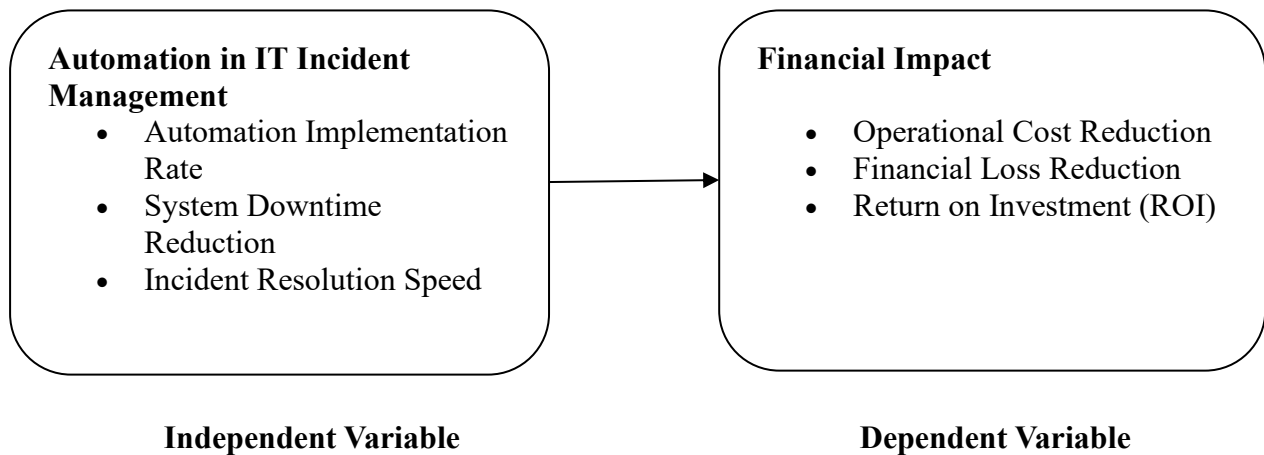 Automation in IT Incident
Management
• Automation Implementation
Rate
• System Downtime
Reduction
• Incident Resolution Speed
Financial Impact
• Operational Cost Reduction
• Financial Loss Reduction
• Return on Investment (ROI)
Independent Variable
Dependent Variable